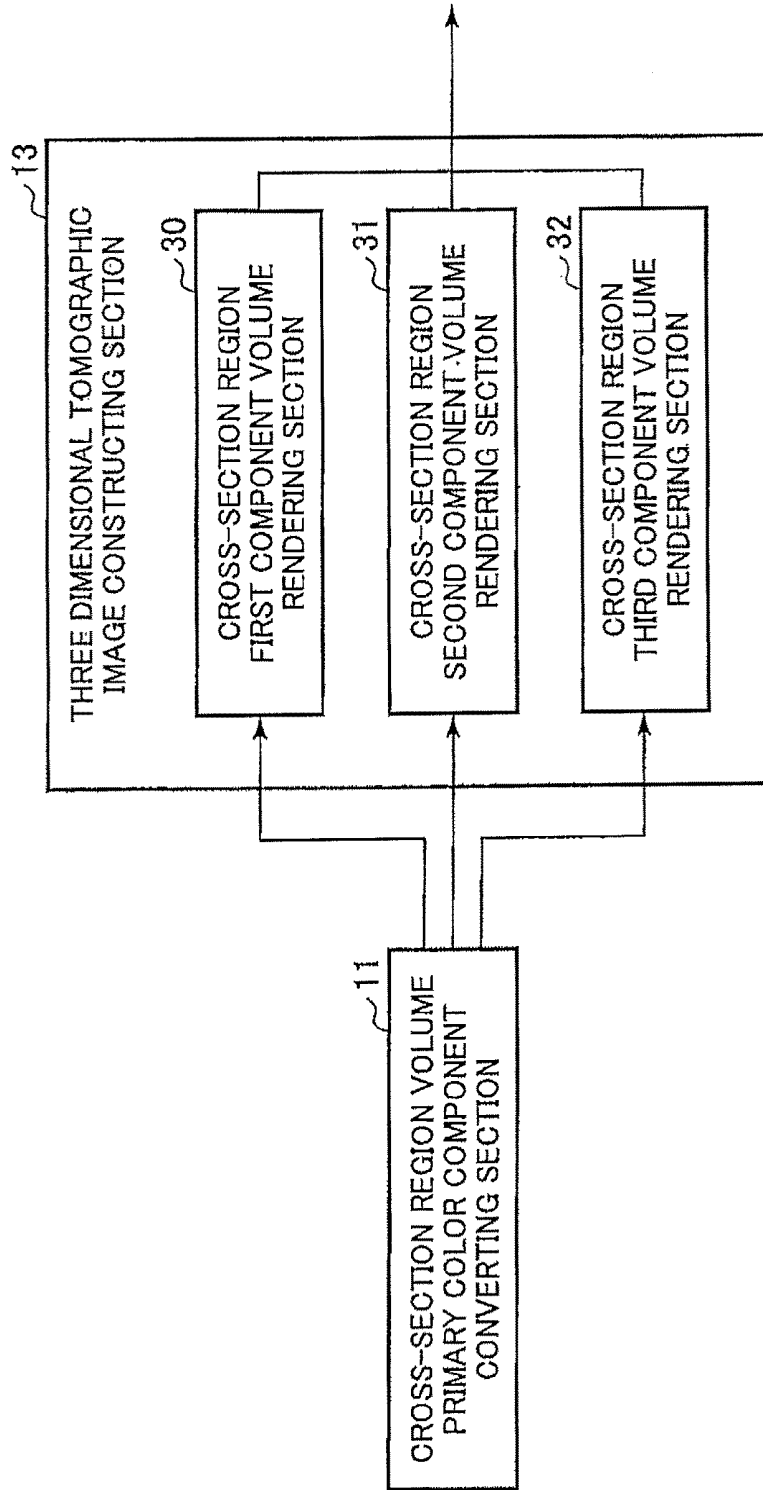 11
CROSS-SECTION REGION VOLUME
PRIMARY COLOR COMPONENT
CONVERTING SECTION
13
THREE DIMENSIONAL TOMOGRAPHIC
IMAGE CONSTRUCTING SECTION
30
CROSS-SECTION REGION
FIRST COMPONENT VOLUME
RENDERING SECTION
31
CROSS-SECTION REGION
SECOND COMPONENT-VOLUME
RENDERING SECTION
32
CROSS-SECTION REGION
THIRD COMPONENT VOLUME
RENDERING SECTION